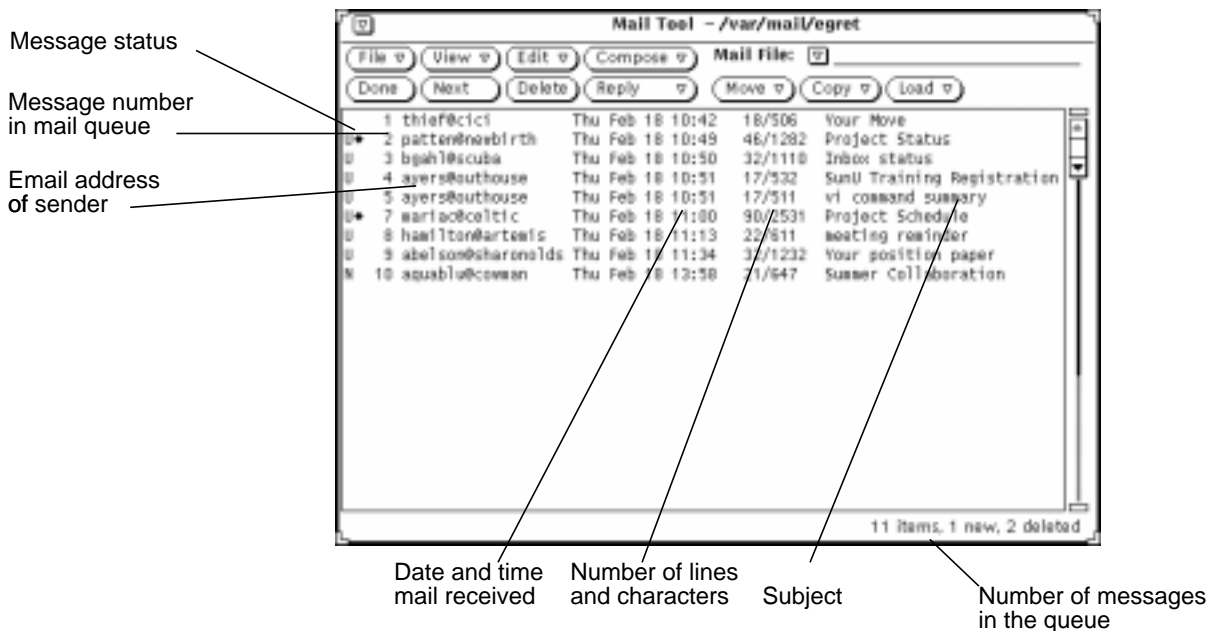 Mail Tool - /var/mail/egret
Message status
File View Edit Compose Mail File:
Done Next Delete Reply Move Copy Load
Message number
in mail queue
Email address
of sender
1 thief@cici Thu Feb 18 10:42 18/506 Your Move
U◆ 2 patten@newbirth Thu Feb 18 10:49 46/1282 Project Status
U 3 bgahl@scuba Thu Feb 18 10:50 32/1110 Inbox status
U 4 ayers@outhouse Thu Feb 18 10:51 17/532 SunU Training Registration
U 5 ayers@outhouse Thu Feb 18 10:51 17/511 vi command summary
U◆ 7 mariac@celtic Thu Feb 18 11:00 90/2531 Project Schedule
U 8 hamilton@artemis Thu Feb 18 11:13 22/611 meeting reminder
U 9 abelson@sharonolds Thu Feb 18 11:34 32/1232 Your position paper
N 10 aquablu@cowman Thu Feb 18 13:58 21/647 Summer Collaboration
11 items, 1 new, 2 deleted
Date and time
mail received
Number of lines
and characters
Subject
Number of messages
in the queue